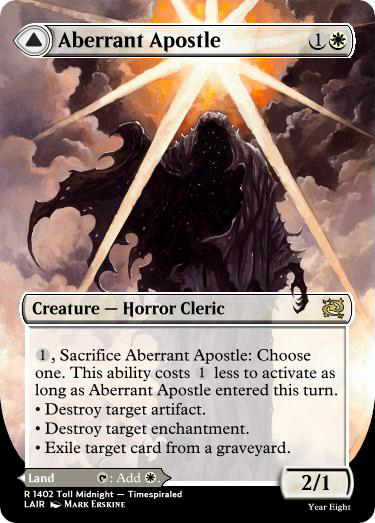 Aberrant Apostle
1
Creature — Horror Cleric
1, Sacrifice Aberrant Apostle: Choose
one. This ability costs 1 less to activate as
long as Aberrant Apostle entered this turn.
• Destroy target artifact.
• Destroy target enchantment.
• Exile target card from a graveyard.
Land : Add .
2/1
R 1402 Toll Midnight — Timespiraled
LAIR Mark Erskine
Year Eight